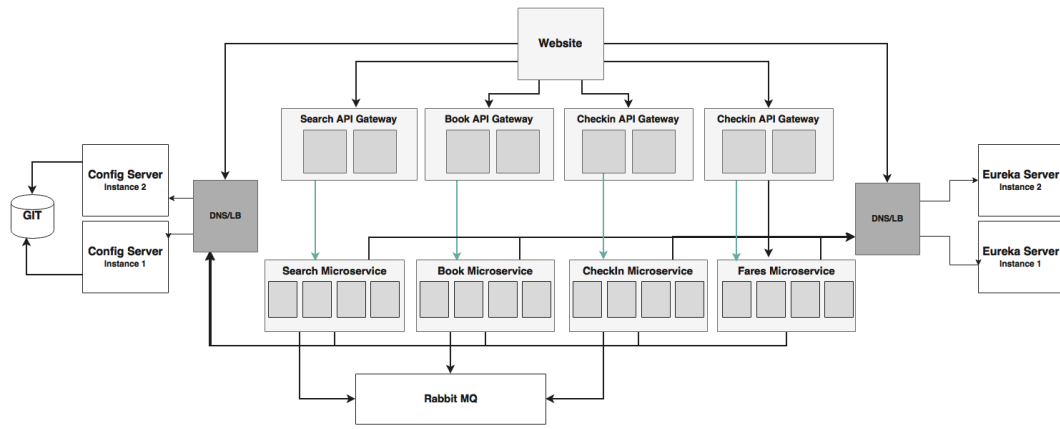 Website
Search API Gateway
Book API Gateway
Checkin API Gateway
Checkin API Gateway
Config Server
Instance 2
GIT
DNS/LB
Config Server
Instance 1
DNS/LB
Eureka Server
Instance 2
Eureka Server
Instance 1
Search Microservice
Book Microservice
CheckIn Microservice
Fares Microservice
Rabbit MQ